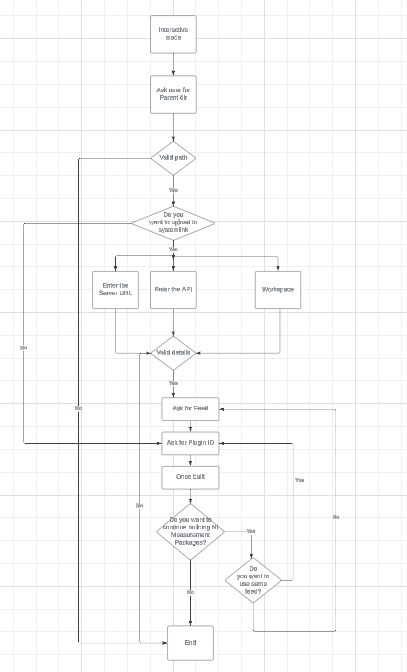 Interactive
mode
Ask user for
Parent dir
Valid path
Yes
Do you
want to upload in
systemlink
Yes
Enter the
Server URL
Enter the API
Workspace
No
Valid details
Yes
Ask for Feed
No
Ask for Plugin ID
Once built
Yes
No
Do you want to
continue building NI
Measurement
Packages?
Yes
No
Do
you want to
use same
feed?
No
End